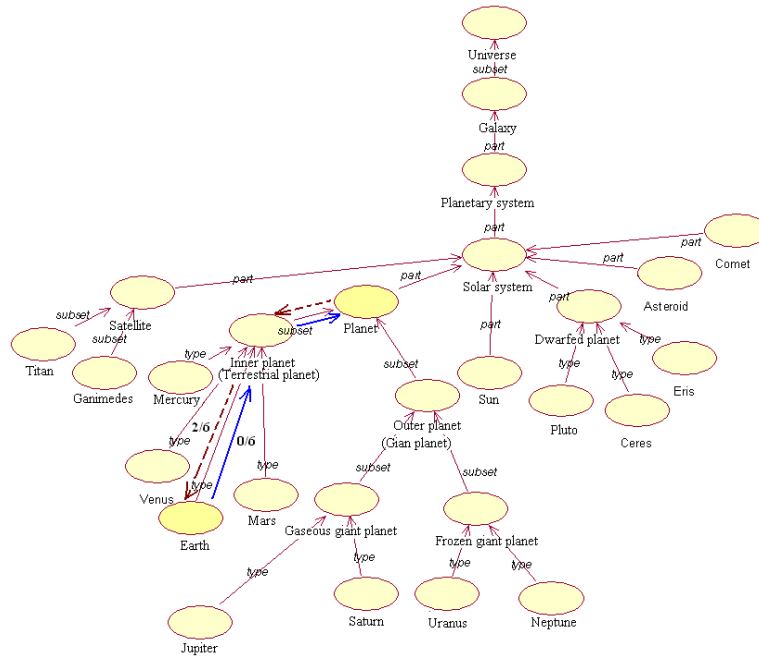 Universe
subset
Galaxy
part
Planetary system
part
Comet
part
part
part
Solar system
Asteroid
part
part
subset
Satellite
Planet
subset
part
Dwarfed planet
subset
type
type
Inner planet
(Terrestrial planet)
subset
Titan
Ganimedes
Mercury
type
type
Eris
Sun
Pluto
Ceres
Outer planet
(Gian planet)
2/6
0/6
type
type
type
subset
subset
Venus
Mars
Earth
Gaseous giant planet
Frozen giant planet
type
type
type
type
Jupiter
Saturn
Uranus
Neptune